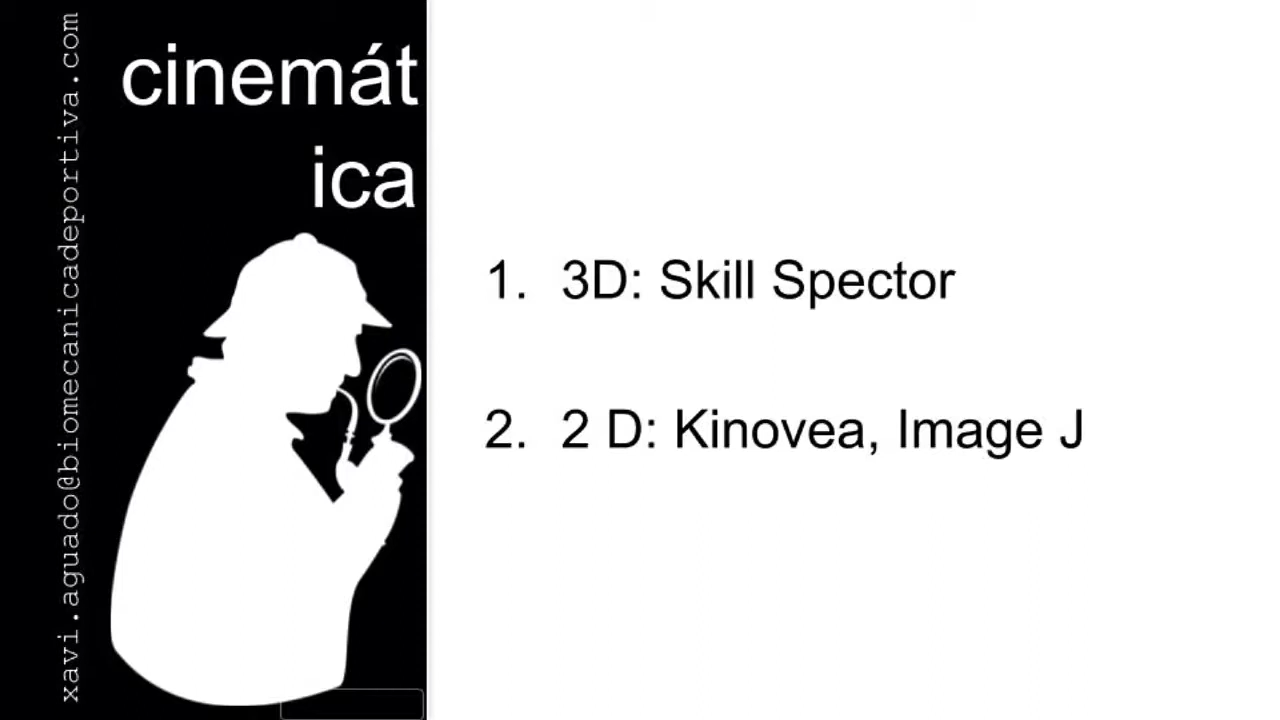 xavi.aguado@biomecanicadeportiva.com
cinemát
ica
1. 3D: Skill Spector
2. 2 D: Kinovea, Image J